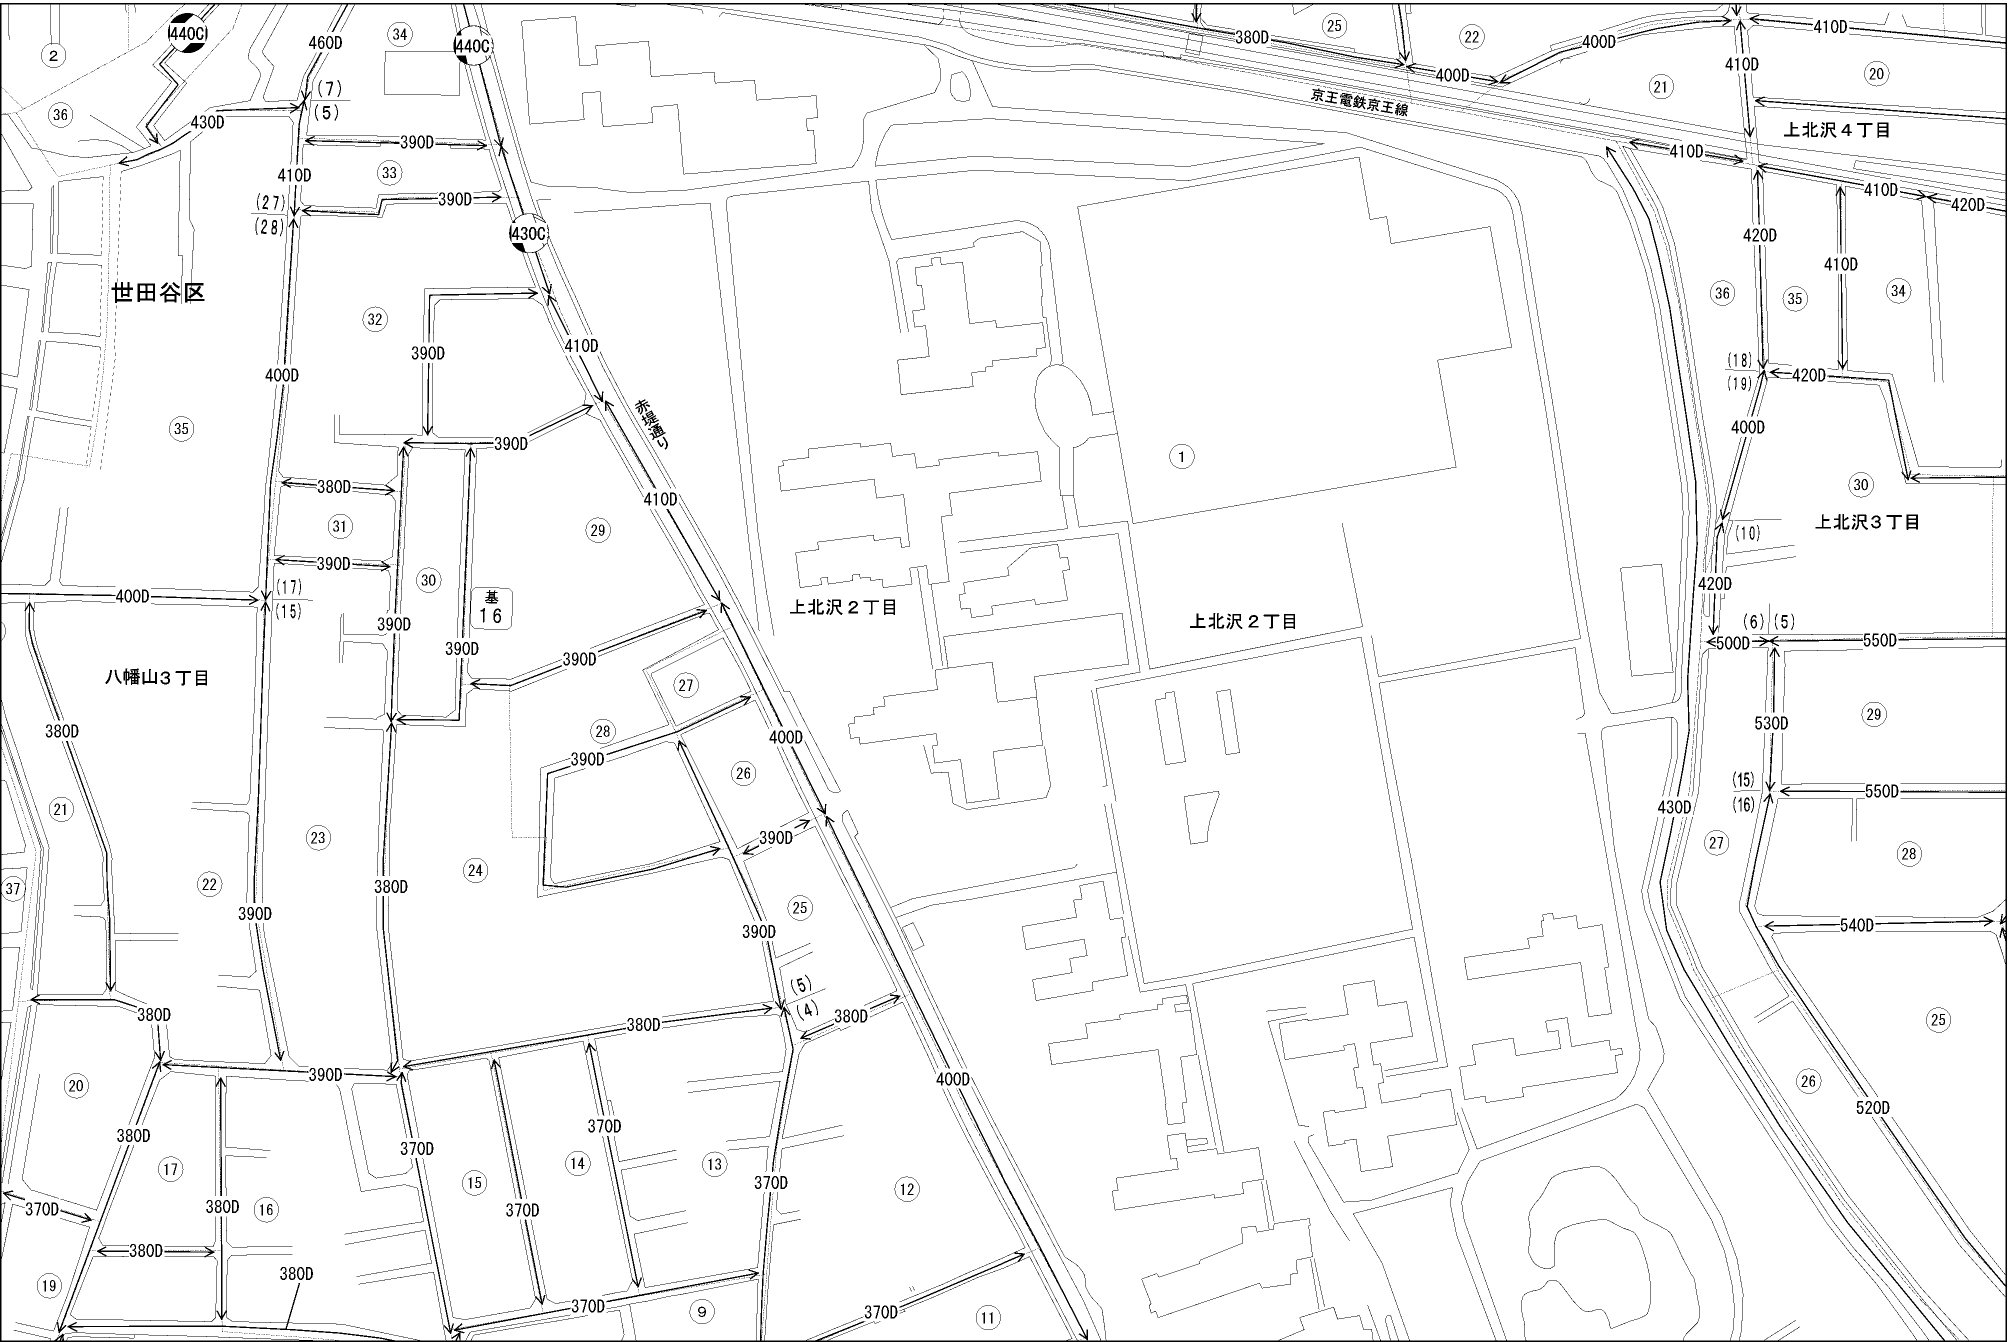 440C
2
36
430D
460D
(7)
(5)
34
440C
390D
33
410D
390D
(27)
(28)
430C
380D
25
22
400D
400D
京王電鉄京王線
410D
410D
20
21
上北沢4丁目
410D
410D
420D
420D
410D
世田谷区
32
390D
410D
400D
赤堤通り
35
390D
380D
31
390D
410D
29
30
基
16
390D
390D
390D
400D
(17)
(15)
八幡山3丁目
上北沢2丁目
上北沢2丁目
1
36
35
34
(18)
(19)
420D
400D
30
上北沢3丁目
(10)
420D
(6)
(5)
500D
550D
530D
29
(15)
(16)
550D
430D
27
28
540D
25
26
520D
27
28
390D
400D
26
390D
380D
21
23
24
22
37
390D
380D
25
390D
(5)
(4)
380D
380D
380D
390D
20
380D
17
380D
16
370D
380D
19
380D
370D
15
370D
370D
14
13
370D
12
400D
370D
9
370D
11